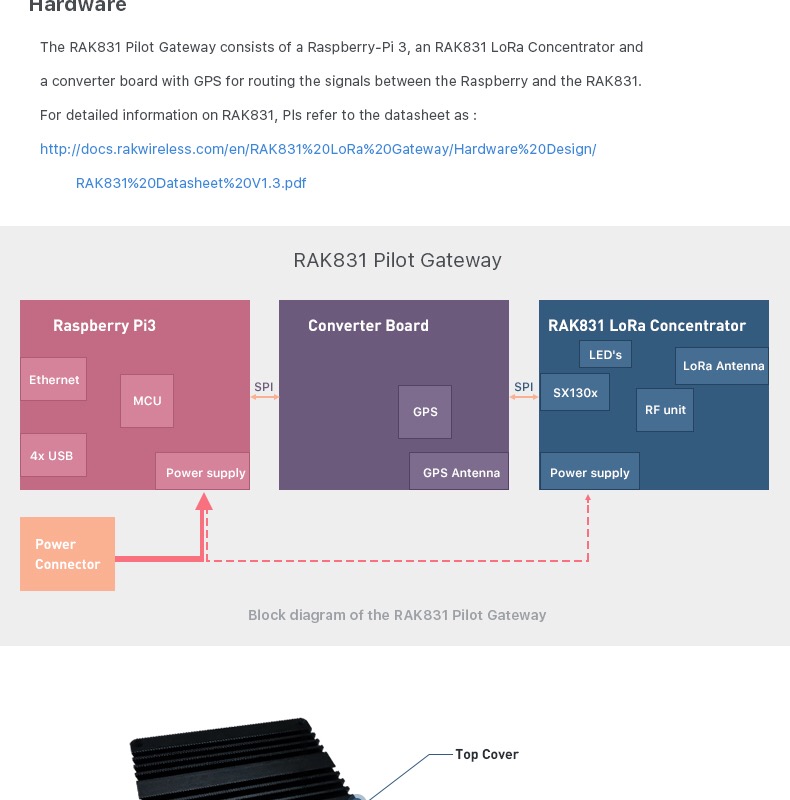 Hardware
The RAK831 Pilot Gateway consists of a Raspberry-Pi 3, an RAK831 LoRa Concentrator and
a converter board with GPS for routing the signals between the Raspberry and the RAK831.
For detailed information on RAK831, Pls refer to the datasheet as :
http://docs.rakwireless.com/en/RAK831%20LoRa%20Gateway/Hardware%20Design/
RAK831%20Datasheet%20V1.3.pdf
RAK831 Pilot Gateway
Raspberry Pi3
Ethernet
MCU
4x USB
Power supply
SPI
Converter Board
GPS
GPS Antenna
SPI
RAK831 LoRa Concentrator
LED's
LoRa Antenna
SX130x
RF unit
Power supply
Power
Connector
Block diagram of the RAK831 Pilot Gateway
Top Cover